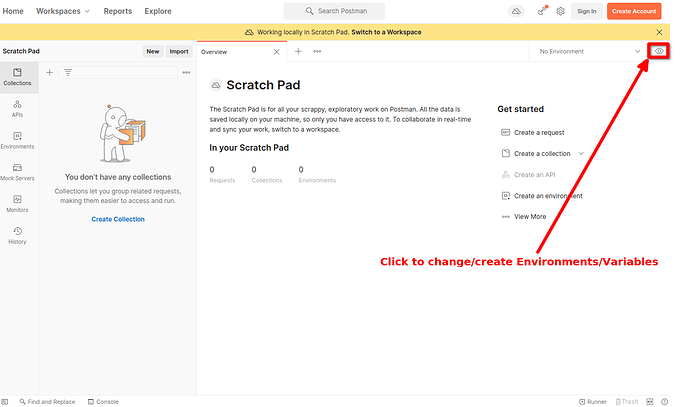 Home
Workspaces
Reports
Explore
Search Postman
Sign In
Create Account
Working locally in Scratch Pad. Switch to a Workspace
Scratch Pad
New
Import
Overview
No Environment
Collections
APIs
Environments
Mock Servers
Monitors
History
You don't have any collections
Collections let you group related requests,
making them easier to access and run.
Create Collection
Scratch Pad
The Scratch Pad is for all your scrappy, exploratory work on Postman. All the data is
saved locally on your machine, so only you have access to it. To collaborate in real-time
and sync your work, switch to a workspace.
In your Scratch Pad
0
Requests
0
Collections
0
Environments
Get started
Create a request
Create a collection
Create an API
Create an environment
View More
Click to change/create Environments/Variables
Find and Replace
Console
Runner
Trash